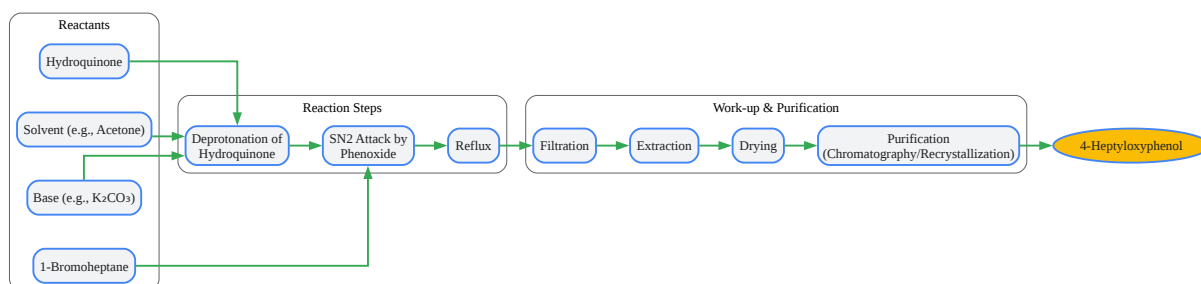 Reactants
Hydroquinone
Solvent (e.g., Acetone)
Base (e.g., K₂CO₃)
1-Bromoheptane
Reaction Steps
Deprotonation of
Hydroquinone
SN2 Attack by
Phenoxide
Reflux
Work-up & Purification
Filtration
Extraction
Drying
Purification
(Chromatography/Recrystallization)
4-Heptyloxyphenol